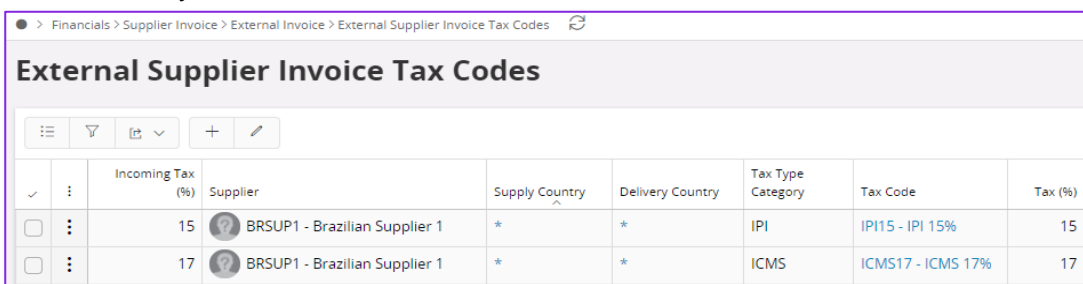 > Financials > Supplier Invoice > External Invoice > External Supplier Invoice Tax Codes
External Supplier Invoice Tax Codes
Incoming Tax (%) Supplier Supply Country Delivery Country Tax Type Category Tax Code Tax (%)
15 BRSUP1 - Brazilian Supplier 1 * * IPI IPI15 - IPI 15% 15
17 BRSUP1 - Brazilian Supplier 1 * * ICMS ICMS17 - ICMS 17% 17